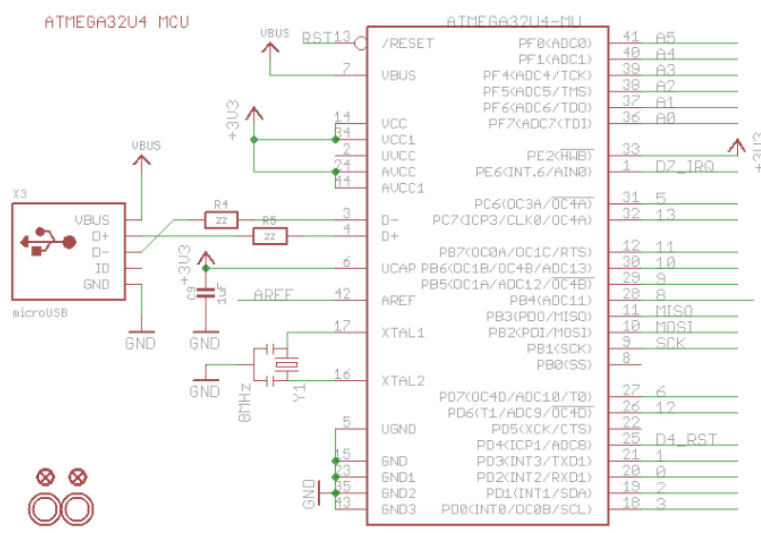 ATMEGA32U4 MCU
ATMEGA32U4-MU
VBUS
RST 13 /RESET
7 VBUS
+3V3
14 VCC
34 VCC1
2 UVCC
24 AVCC
44 AVCC1
3 D-
4 D+
6 UCAP
42 AREF
17 XTAL1
16 XTAL2
5 UGND
15 GND
23 GND1
35 GND2
43 GND3
PF0(ADC0) 41 A5
PF1(ADC1) 40 A4
PF4(ADC4/TCK) 39 A3
PF5(ADC5/TMS) 38 A2
PF6(ADC6/TDO) 37 A1
PF7(ADC7(TDI) 36 A0
PE2(HWB) 33
+3V3
PE6(INT.6/AIN0) 1 D7_IRQ
PC6(OC3A/OC4A) 31 5
PC7(ICP3/CLK0/OC4A) 32 13
PB7(OC0A/OC1C/RTS) 12 11
PB6(OC1B/OC4B/ADC13) 30 10
PB5(OC1A/ADC12/OC4B) 29 9
PB4(ADC11) 28 8
PB3(PDO/MISO) 11 MISO
PB2(PDI/MOSI) 10 MOSI
PB1(SCK) 9 SCK
PB0(SS) 8
PD7(OC4D/ADC10/T0) 27 6
PD6(T1/ADC9/OC4D) 26 12
PD5(XCK/CTS) 22
PD4(ICP1/ADC8) 25 D4_RST
PD3(INT3/TXD1) 21 1
PD2(INT2/RXD1) 20 0
PD1(INT1/SDA) 19 2
PD0(INT0/OC0B/SCL) 18 3
VBUS
X3
VBUS
D+
D-
ID
GND
microUSB
GND
R4
22
R5
22
+3V3
C9
1uF
GND
AREF
GND
8MHz
Y1
GND